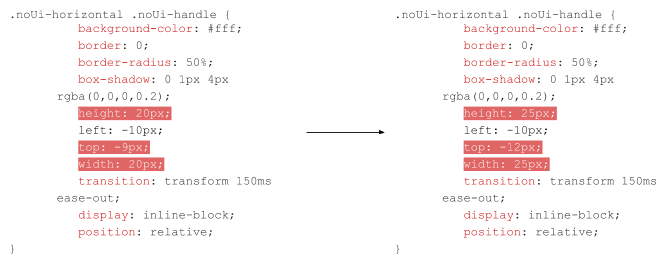 .noUi-horizontal .noUi-handle {
background-color: #fff;
border: 0;
border-radius: 50%;
box-shadow: 0 1px 4px
rgba(0,0,0,0.2);
height: 20px;
left: -10px;
top: -9px;
width: 20px;
transition: transform 150ms
ease-out;
display: inline-block;
position: relative;
}
.noUi-horizontal .noUi-handle {
background-color: #fff;
border: 0;
border-radius: 50%;
box-shadow: 0 1px 4px
rgba(0,0,0,0.2);
height: 25px;
left: -10px;
top: -12px;
width: 25px;
transition: transform 150ms
ease-out;
display: inline-block;
position: relative;
}